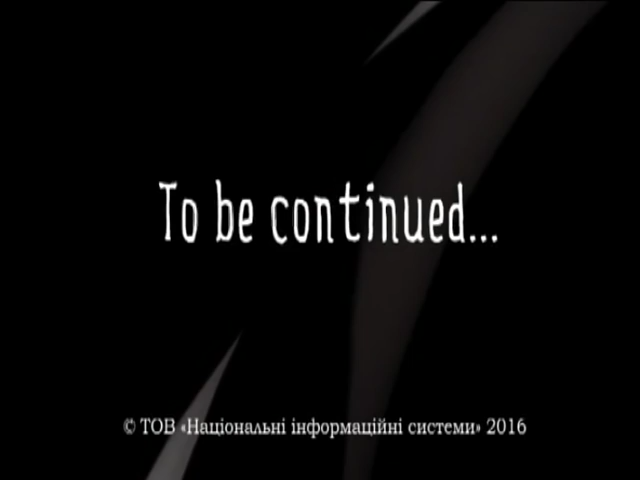 To be continued...
© ТОВ «Національні інформаційні системи» 2016